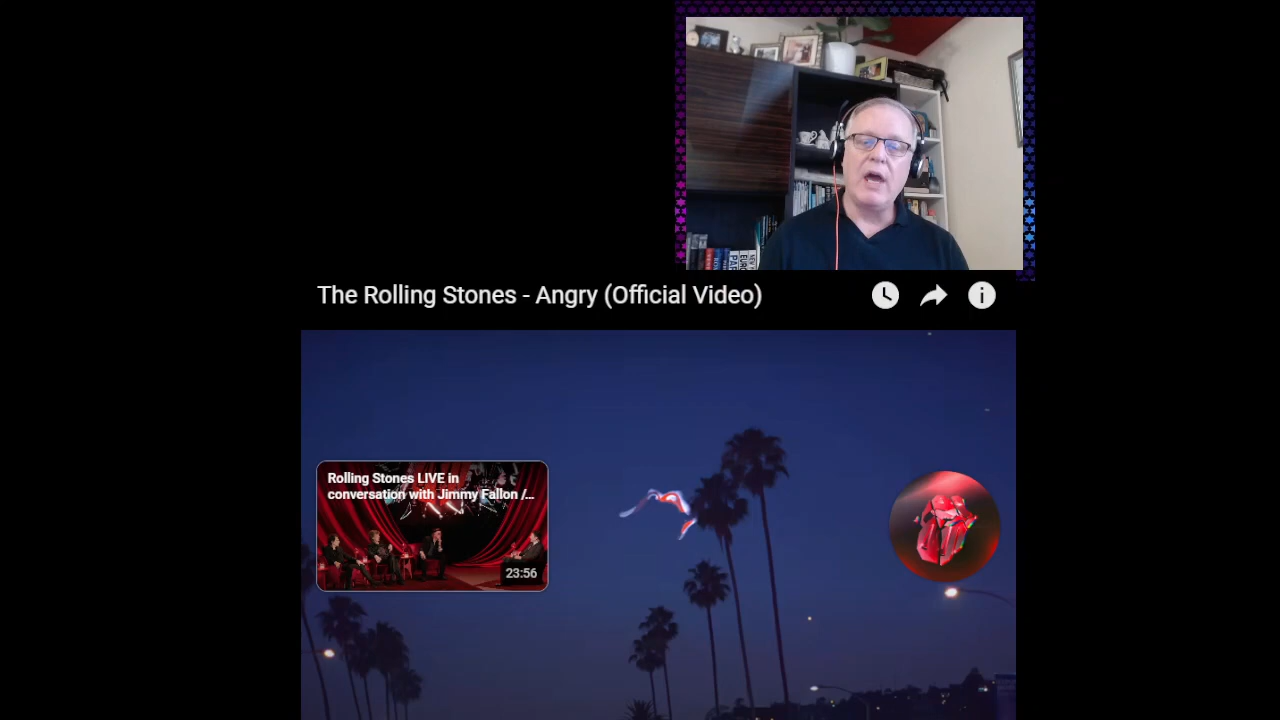 The Rolling Stones - Angry (Official Video)
Rolling Stones LIVE in
conversation with Jimmy Fallon /...
23:56